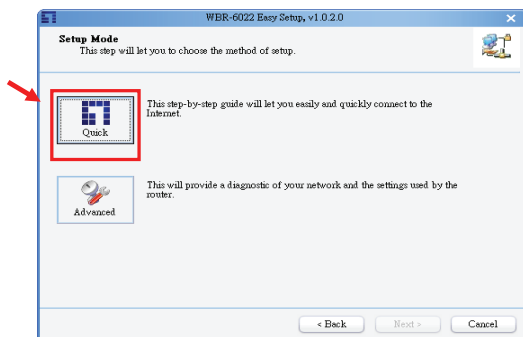 WBR-6022 Easy Setup, v1.0.2.0
Setup Mode
This step will let you to choose the method of setup.
Quick
This step-by-step guide will let you easily and quickly connect to the
Internet.
Advanced
This will provide a diagnostic of your network and the settings used by the
router.
< Back
Next >
Cancel